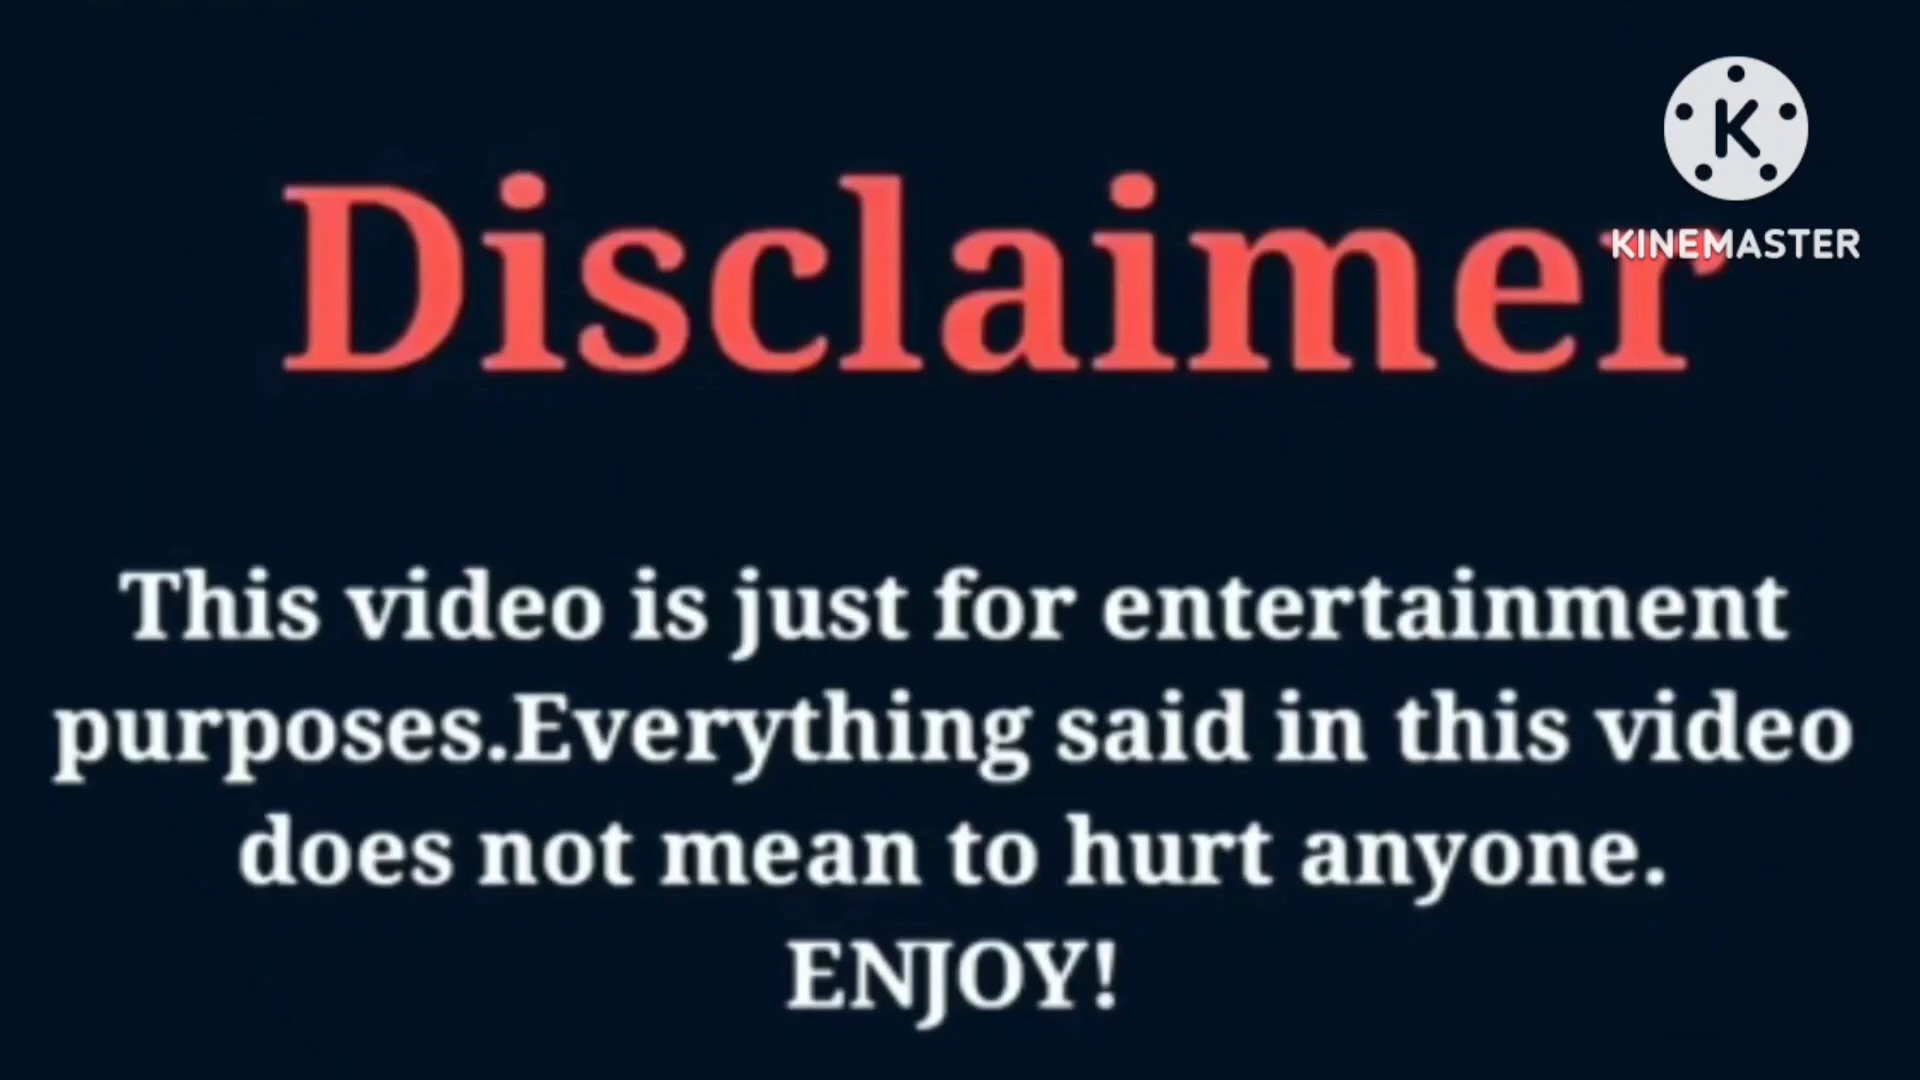 K
KINEMASTER
Disclaimer
This video is just for entertainment
purposes.Everything said in this video
does not mean to hurt anyone.
ENJOY!